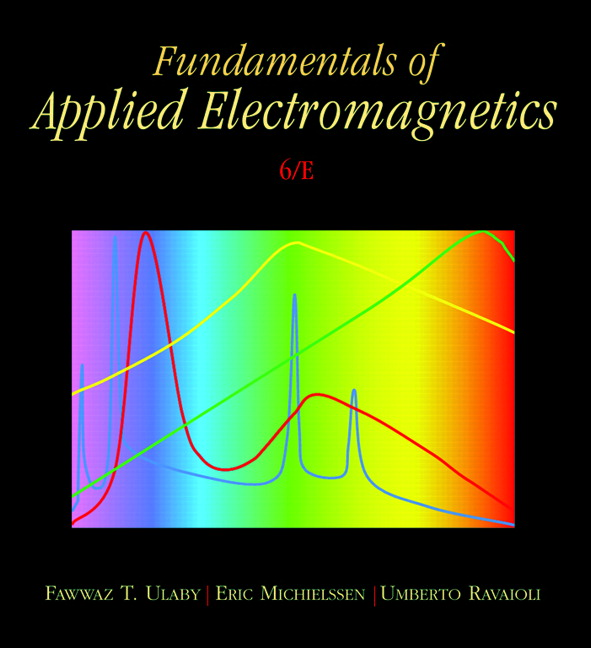 Fundamentals of
Applied Electromagnetics
6/E
FAWWAZ T. ULABY | ERIC MICHIELSSEN | UMBERTO RAVAIOLI